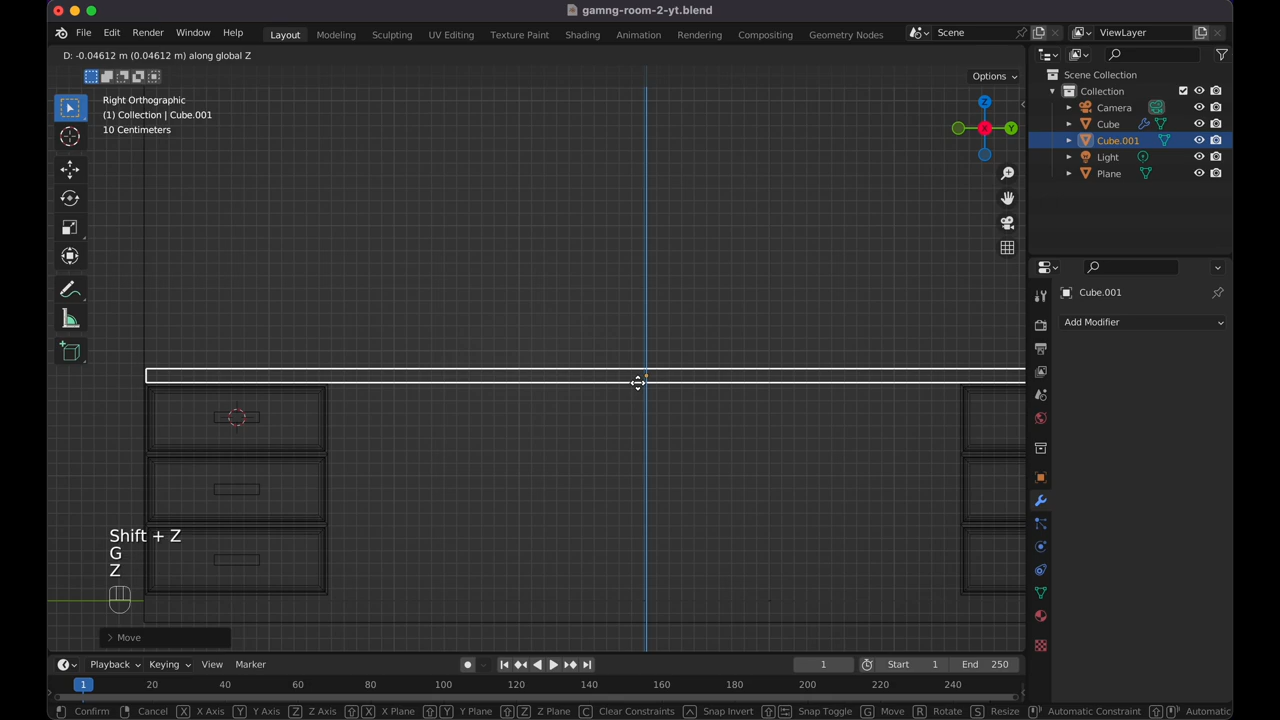 gamng-room-2-yt.blend
File Edit Render Window Help Layout Modeling Sculpting UV Editing Texture Paint Shading Animation Rendering Compositing Geometry Nodes Scene ViewLayer
D: -0.04612 m (0.04612 m) along global Z
Options
Right Orthographic
(1) Collection | Cube.001
10 Centimeters
Z
Y
X
Scene Collection
Collection
Camera
Cube
Cube.001
Light
Plane
Cube.001
Add Modifier
Shift + Z
G
Z
Move
Playback Keying View Marker 1 Start 1 End 250
1 20 40 60 80 100 120 140 160 180 200 220 240
Confirm Cancel X X Axis Y Y Axis Z Z Axis X X Plane Y Y Plane Z Z Plane C Clear Constraints Snap Invert Snap Toggle G Move R Rotate S Resize Automatic Constraint Automatic